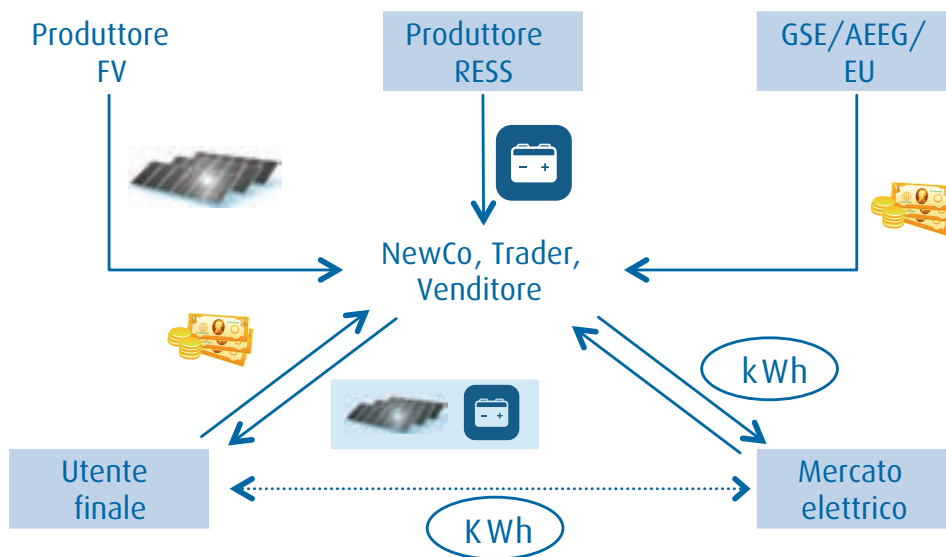 Produttore
FV
Produttore
RESS
GSE/AEEG/
EU
NewCo, Trader,
Venditore
kWh
Utente
finale
Mercato
elettrico
KWh